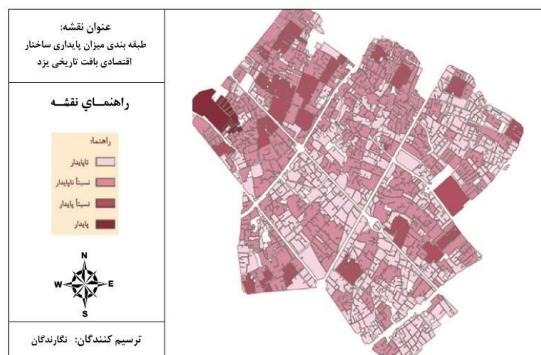 عنوان نقشه:
طبقه بندی میزان پایداری ساختار
اقتصادی بافت تاریخی یزد
راهنمـاي نقشـه
راهنما:
ناپایدار
نسبتاً ناپایدار
نسبتاً پایدار
پایدار
N
W E
S
ترسیم کنندگان: نگارندگان